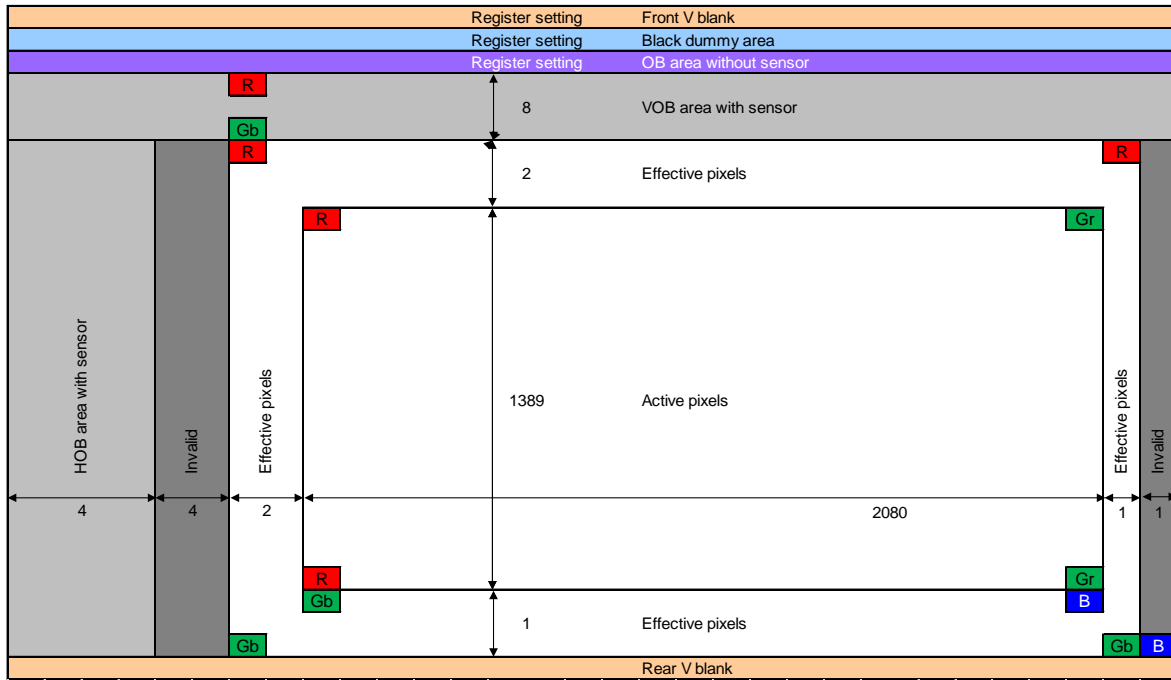 Register setting Front V blank
Register setting Black dummy area
Register setting OB area without sensor
R
8 VOB area with sensor
Gb
R R
2 Effective pixels
R Gr
HOB area with sensor
Invalid
Effective pixels
1389 Active pixels
Effective pixels
Invalid
4 4 2 2080 1 1
R Gr
Gb B
1 Effective pixels
Gb Gb B
Rear V blank